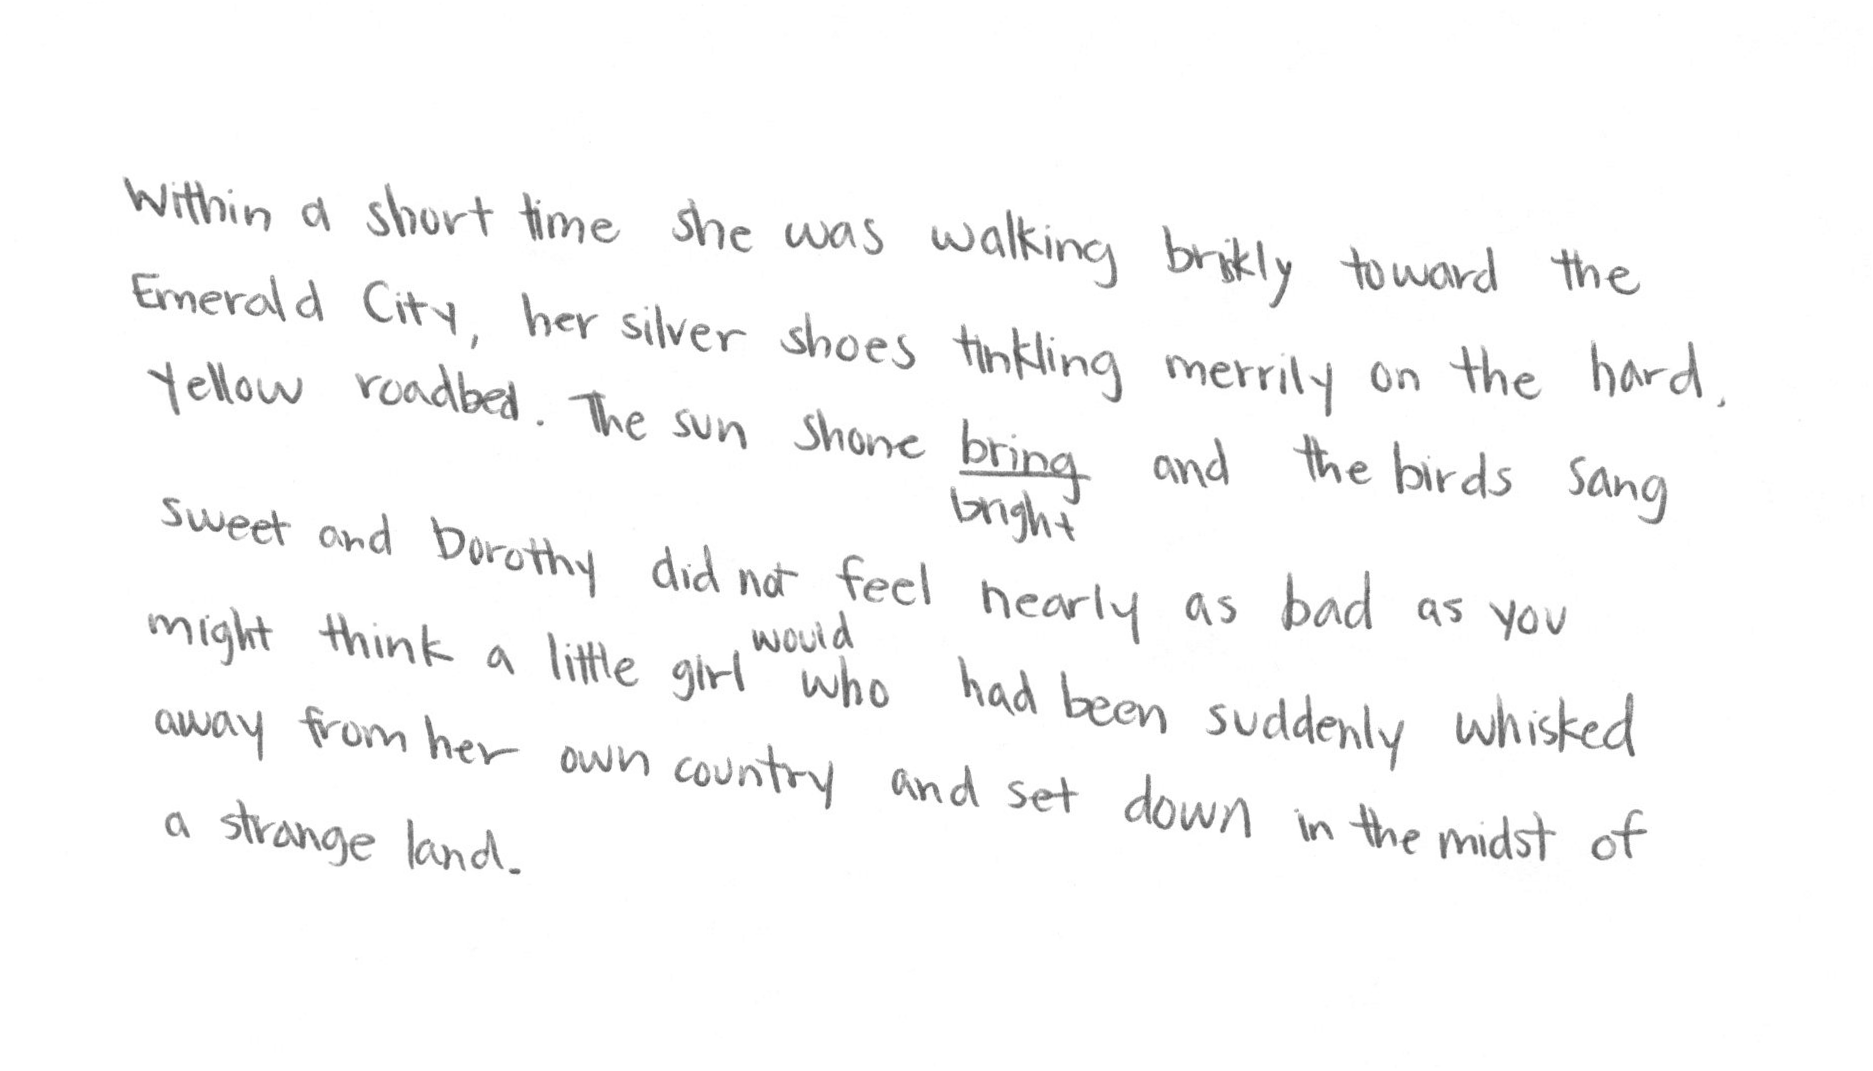 Within a short time she was walking briskly toward the
Emerald City, her silver shoes tinkling merrily on the hard,
yellow roadbed. The sun shone bring and the birds sang
bright
sweet and Dorothy did not feel nearly as bad as you
would
might think a little girl who had been suddenly whisked
away from her own country and set down in the midst of
a strange land.